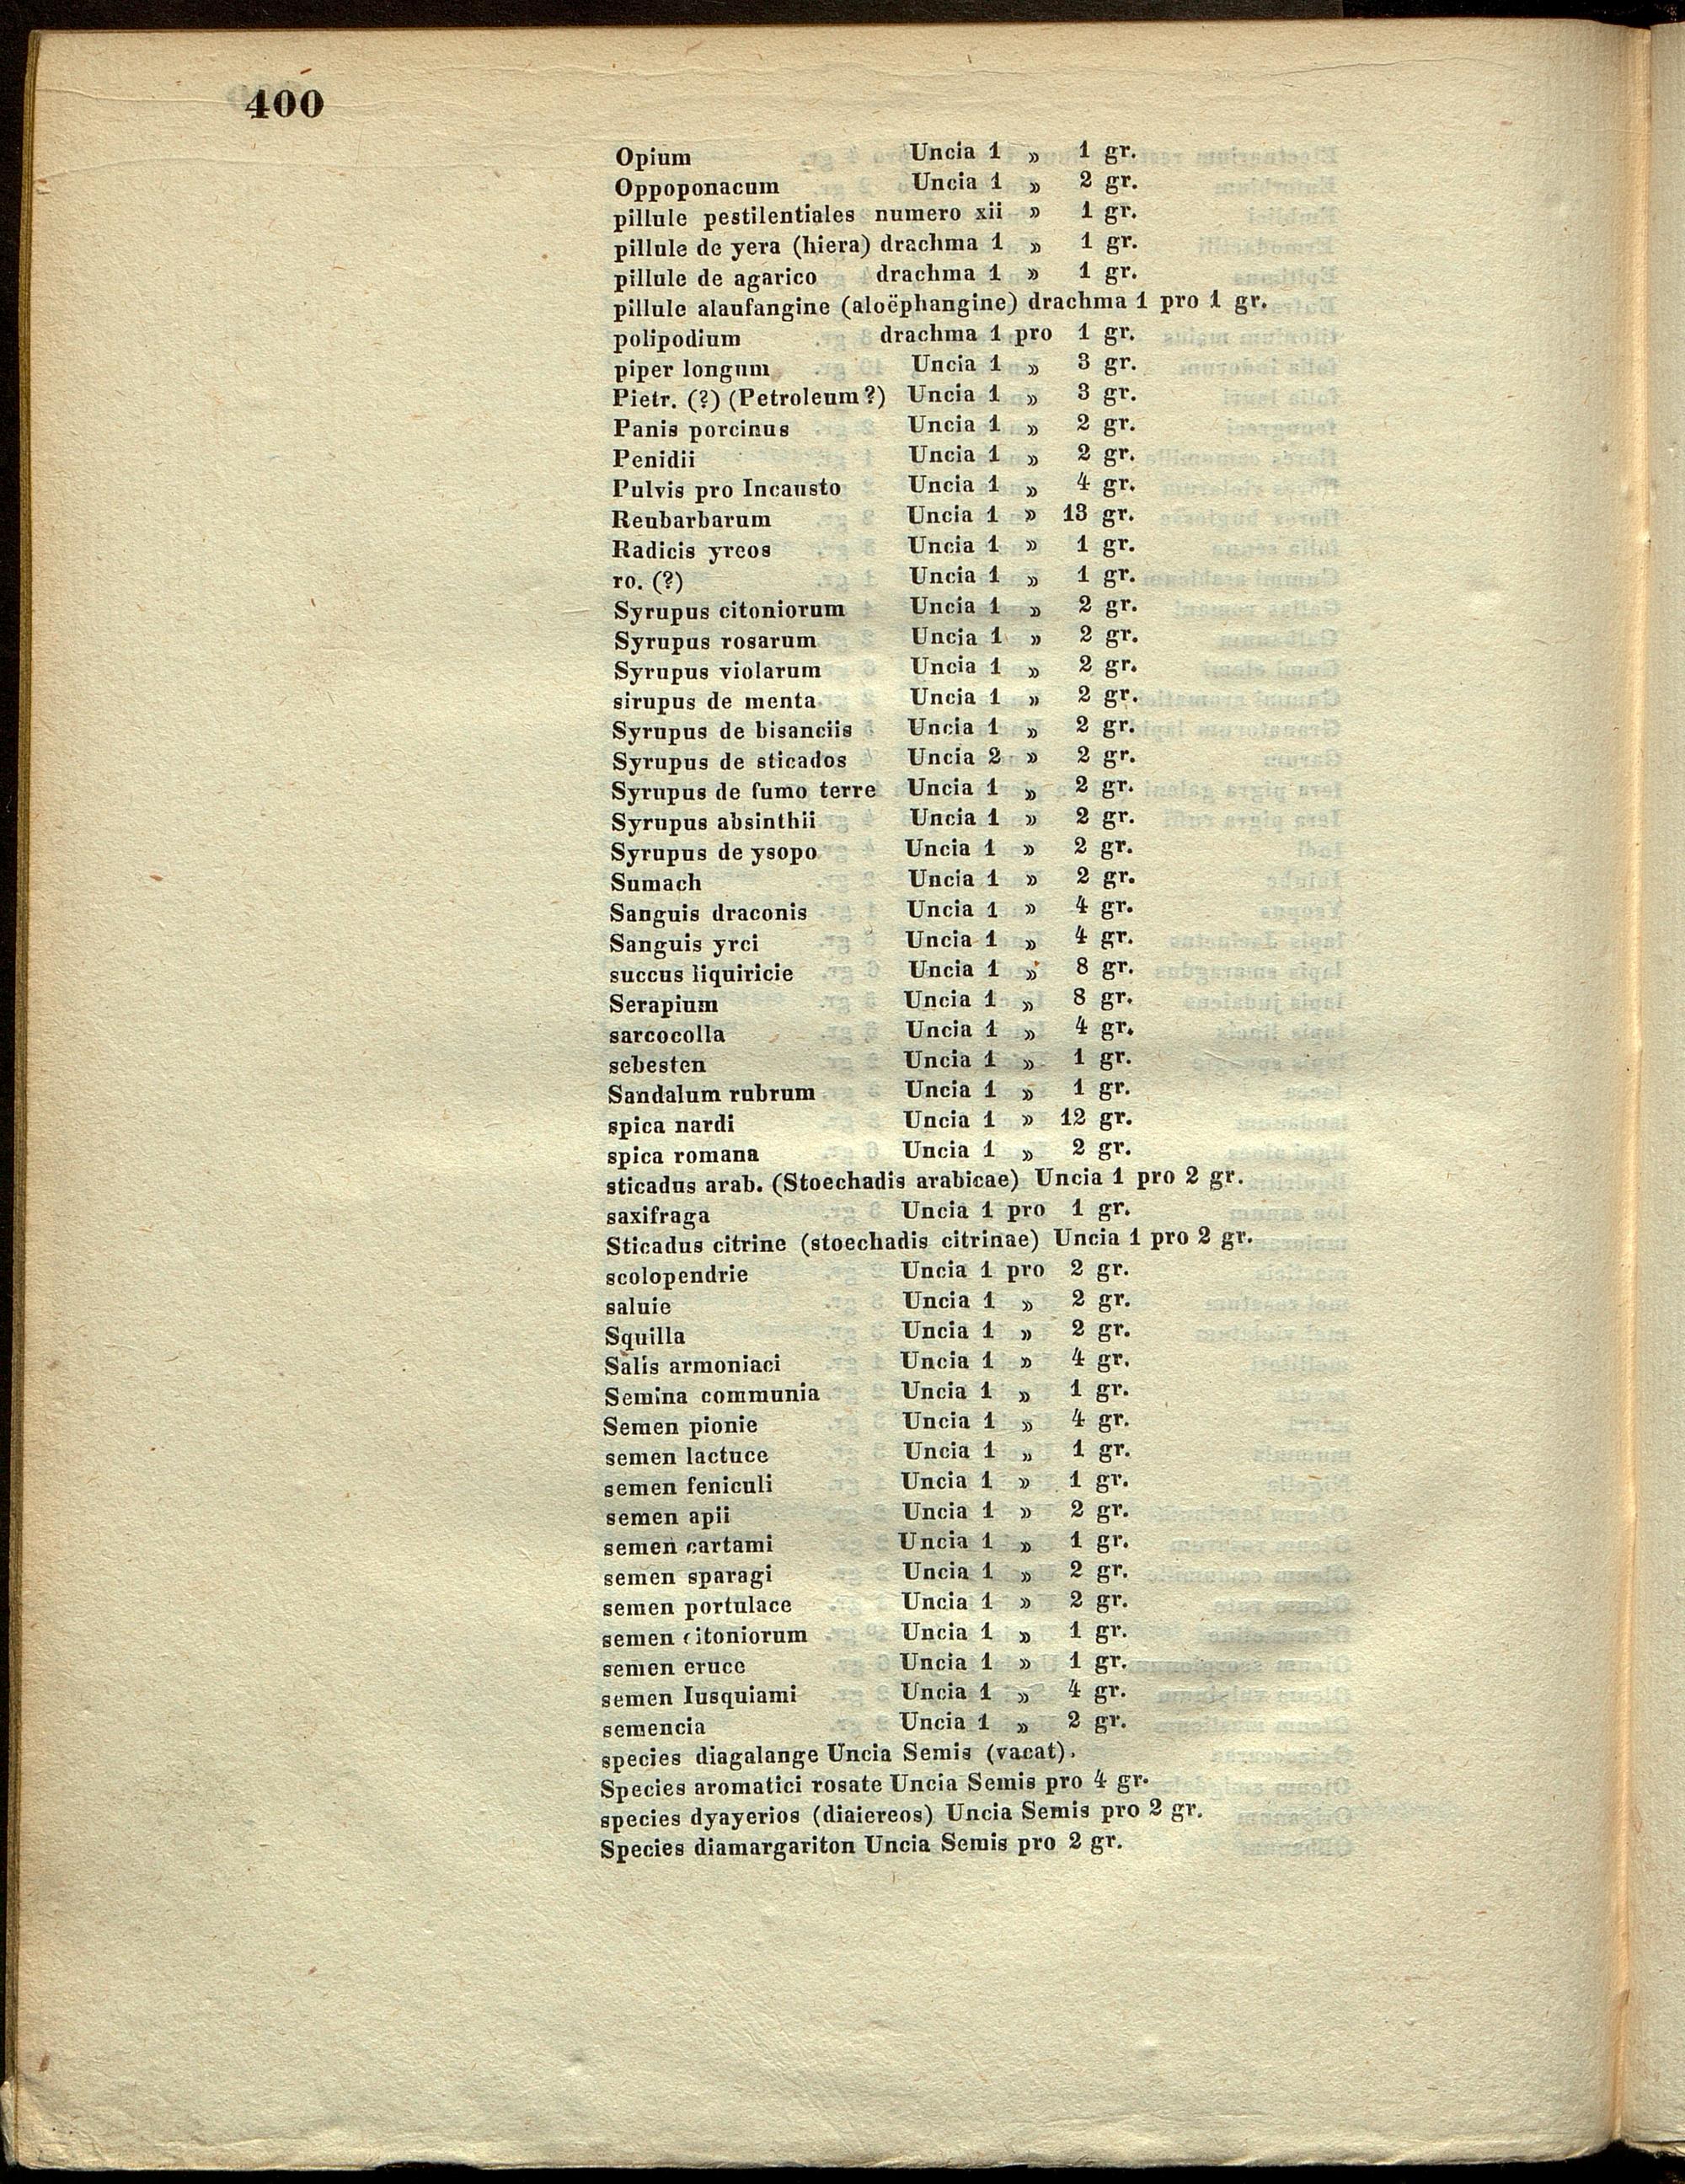 400
Opium Uncia 1 » 1 gr.
Oppoponacum Uncia 1 » 2 gr.
pillule pestilentiales numero xii » 1 gr.
pillule de yera (hiera) drachma 1 » 1 gr.
pillule de agarico drachma 1 » 1 gr.
pillule alaufangine (aloëphangine) drachma 1 pro 1 gr.
polipodium drachma 1 pro 1 gr.
piper longum Uncia 1 » 3 gr.
Pietr. (?) (Petroleum?) Uncia 1 » 3 gr.
Panis porcinus Uncia 1 » 2 gr.
Penidii Uncia 1 » 2 gr.
Pulvis pro Incausto Uncia 1 » 4 gr.
Reubarbarum Uncia 1 » 13 gr.
Radicis yreos Uncia 1 » 1 gr.
ro. (?) Uncia 1 » 1 gr.
Syrupus citoniorum Uncia 1 » 2 gr.
Syrupus rosarum Uncia 1 » 2 gr.
Syrupus violarum Uncia 1 » 2 gr.
sirupus de menta Uncia 1 » 2 gr.
Syrupus de bisanciis Uncia 1 » 2 gr.
Syrupus de sticados Uncia 2 » 2 gr.
Syrupus de fumo terre Uncia 1 » 2 gr.
Syrupus absinthii Uncia 1 » 2 gr.
Syrupus de ysopo Uncia 1 » 2 gr.
Sumach Uncia 1 » 2 gr.
Sanguis draconis Uncia 1 » 4 gr.
Sanguis yrci Uncia 1 » 4 gr.
succus liquiricie Uncia 1 » 8 gr.
Serapium Uncia 1 » 8 gr.
sarcocolla Uncia 1 » 4 gr.
sebesten Uncia 1 » 1 gr.
Sandalum rubrum Uncia 1 » 1 gr.
spica nardi Uncia 1 » 12 gr.
spica romana Uncia 1 » 2 gr.
sticadus arab. (Stoechadis arabicae) Uncia 1 pro 2 gr.
saxifraga Uncia 1 pro 1 gr.
Sticadus citrine (stoechadis citrinae) Uncia 1 pro 2 gr.
scolopendrie Uncia 1 pro 2 gr.
saluie Uncia 1 » 2 gr.
Squilla Uncia 1 » 2 gr.
Salis armoniaci Uncia 1 » 4 gr.
Semina communia Uncia 1 » 1 gr.
Semen pionie Uncia 1 » 4 gr.
semen lactuce Uncia 1 » 1 gr.
semen feniculi Uncia 1 » 1 gr.
semen apii Uncia 1 » 2 gr.
semen cartami Uncia 1 » 1 gr.
semen sparagi Uncia 1 » 2 gr.
semen portulace Uncia 1 » 2 gr.
semen citoniorum Uncia 1 » 1 gr.
semen eruce Uncia 1 » 1 gr.
semen Iusquiami Uncia 1 » 4 gr.
semencia Uncia 1 » 2 gr.
species diagalange Uncia Semis (vacat).
Species aromatici rosate Uncia Semis pro 4 gr.
species dyayerios (diaiereos) Uncia Semis pro 2 gr.
Species diamargariton Uncia Semis pro 2 gr.